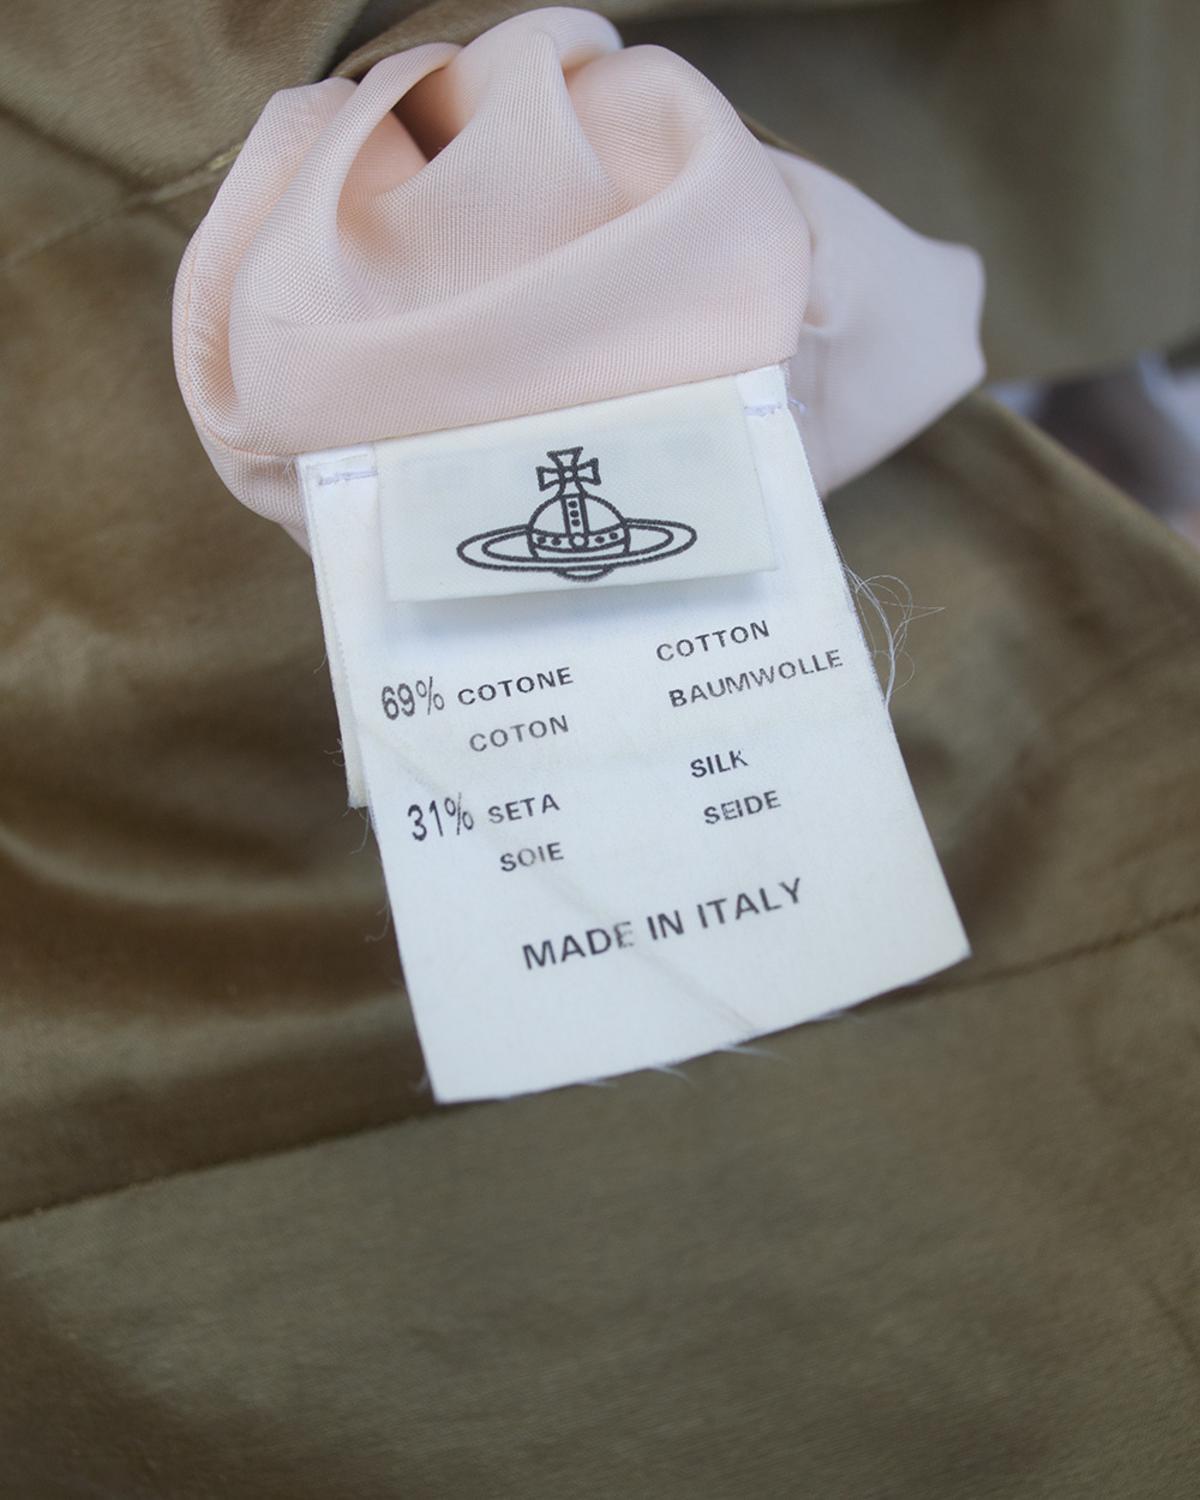 69% COTONE COTTON
COTON BAUMWOLLE
31% SETA SILK
SOIE SEIDE
MADE IN ITALY